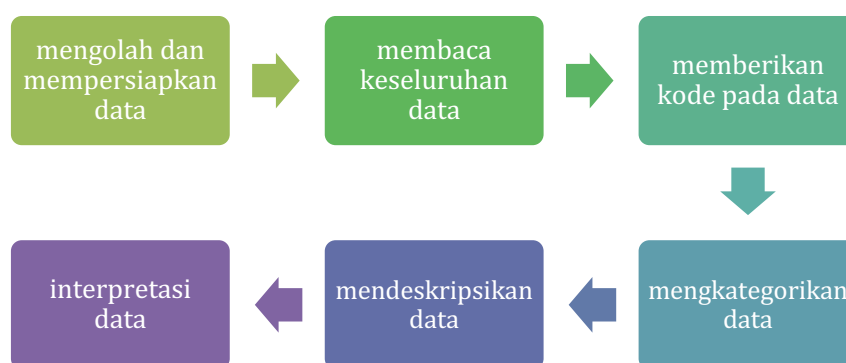 mengolah dan
mempersiapkan
data
membaca
keseluruhan
data
memberikan
kode pada data
mengkategorikan
data
mendeskripsikan
data
interpretasi
data